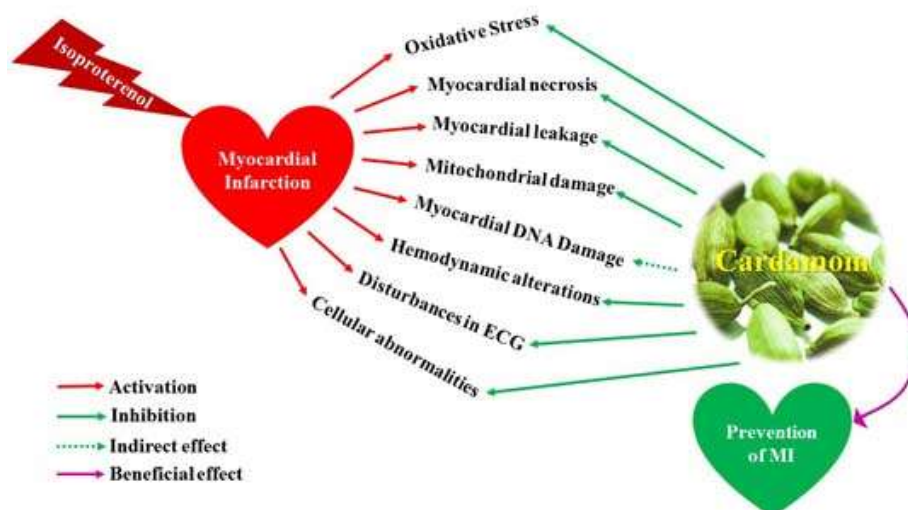 Isoproterenol
Myocardial
Infarction
Oxidative Stress
Myocardial necrosis
Myocardial leakage
Mitochondrial damage
Myocardial DNA Damage
Hemodynamic alterations
Disturbances in ECG
Cellular abnormalities
Cardamom
Activation
Inhibition
Indirect effect
Beneficial effect
Prevention
of MI